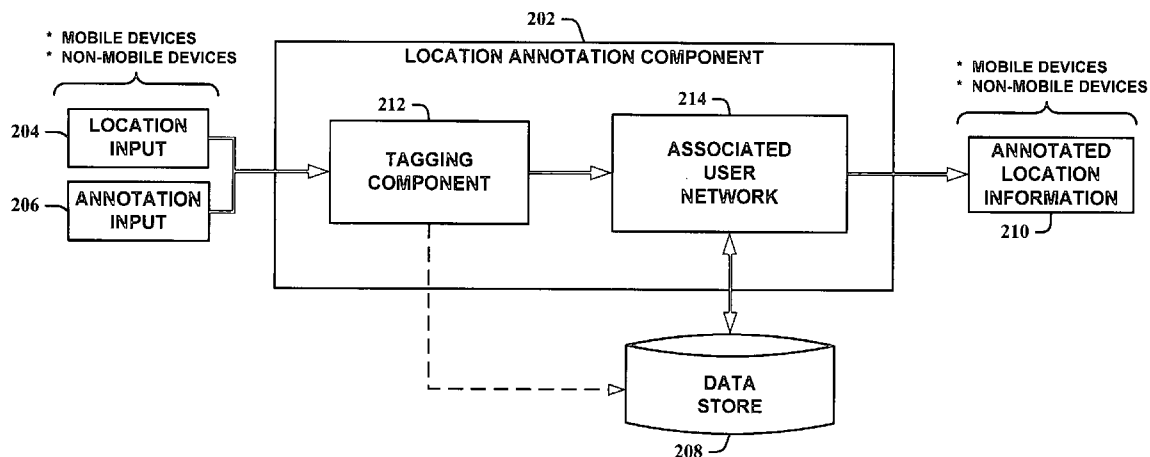 202
* MOBILE DEVICES
* NON-MOBILE DEVICES
LOCATION ANNOTATION COMPONENT
* MOBILE DEVICES
* NON-MOBILE DEVICES
212
214
204
LOCATION
INPUT
TAGGING
COMPONENT
ASSOCIATED
USER
NETWORK
ANNOTATED
LOCATION
INFORMATION
206
ANNOTATION
INPUT
210
DATA
STORE
208